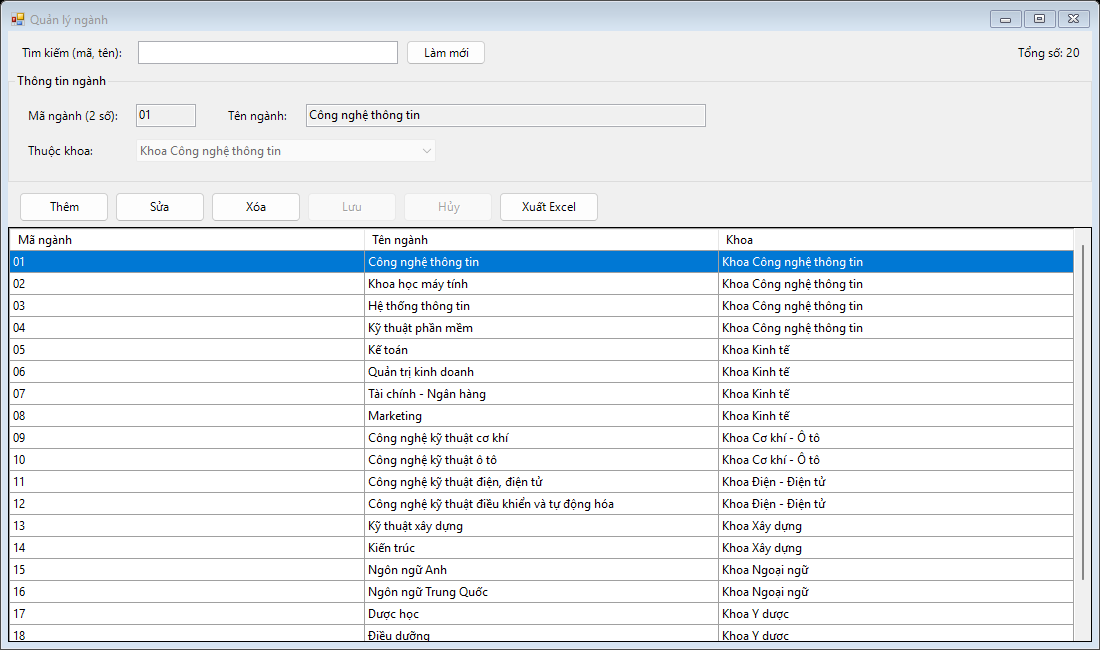 Quản lý ngành
Tìm kiếm (mã, tên): Làm mới Tổng số: 20
Thông tin ngành
Mã ngành (2 số): 01 Tên ngành: Công nghệ thông tin
Thuộc khoa: Khoa Công nghệ thông tin
Thêm Sửa Xóa Lưu Hủy Xuất Excel
Mã ngành Tên ngành Khoa
01 Công nghệ thông tin Khoa Công nghệ thông tin
02 Khoa học máy tính Khoa Công nghệ thông tin
03 Hệ thống thông tin Khoa Công nghệ thông tin
04 Kỹ thuật phần mềm Khoa Công nghệ thông tin
05 Kế toán Khoa Kinh tế
06 Quản trị kinh doanh Khoa Kinh tế
07 Tài chính - Ngân hàng Khoa Kinh tế
08 Marketing Khoa Kinh tế
09 Công nghệ kỹ thuật cơ khí Khoa Cơ khí - Ô tô
10 Công nghệ kỹ thuật ô tô Khoa Cơ khí - Ô tô
11 Công nghệ kỹ thuật điện, điện tử Khoa Điện - Điện tử
12 Công nghệ kỹ thuật điều khiển và tự động hóa Khoa Điện - Điện tử
13 Kỹ thuật xây dựng Khoa Xây dựng
14 Kiến trúc Khoa Xây dựng
15 Ngôn ngữ Anh Khoa Ngoại ngữ
16 Ngôn ngữ Trung Quốc Khoa Ngoại ngữ
17 Dược học Khoa Y dược
18 Điều dưỡng Khoa Y dược